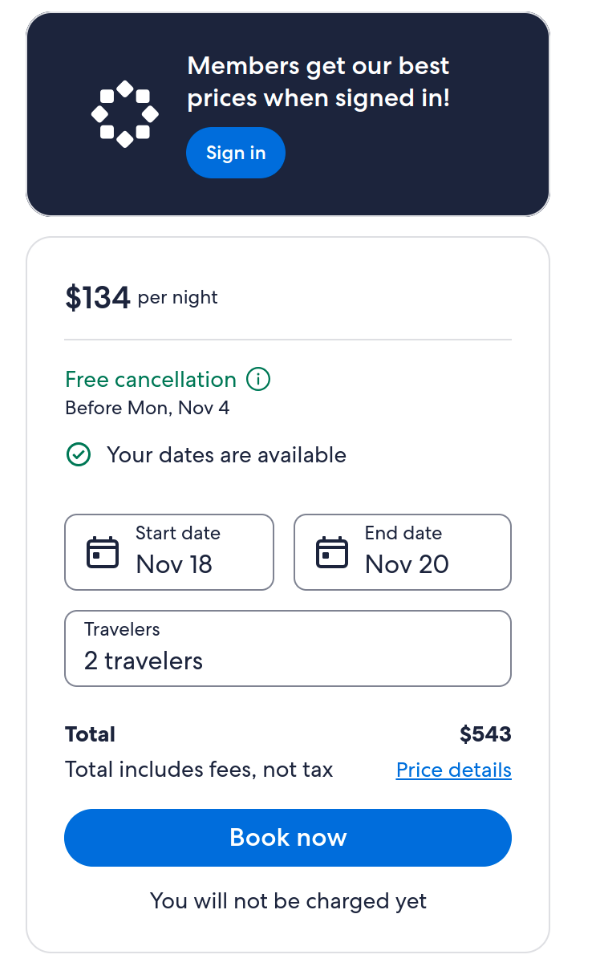 Members get our best
prices when signed in!
Sign in
$134 per night
Free cancellation
Before Mon, Nov 4
Your dates are available
Start date
Nov 18
End date
Nov 20
Travelers
2 travelers
Total $543
Total includes fees, not tax Price details
Book now
You will not be charged yet